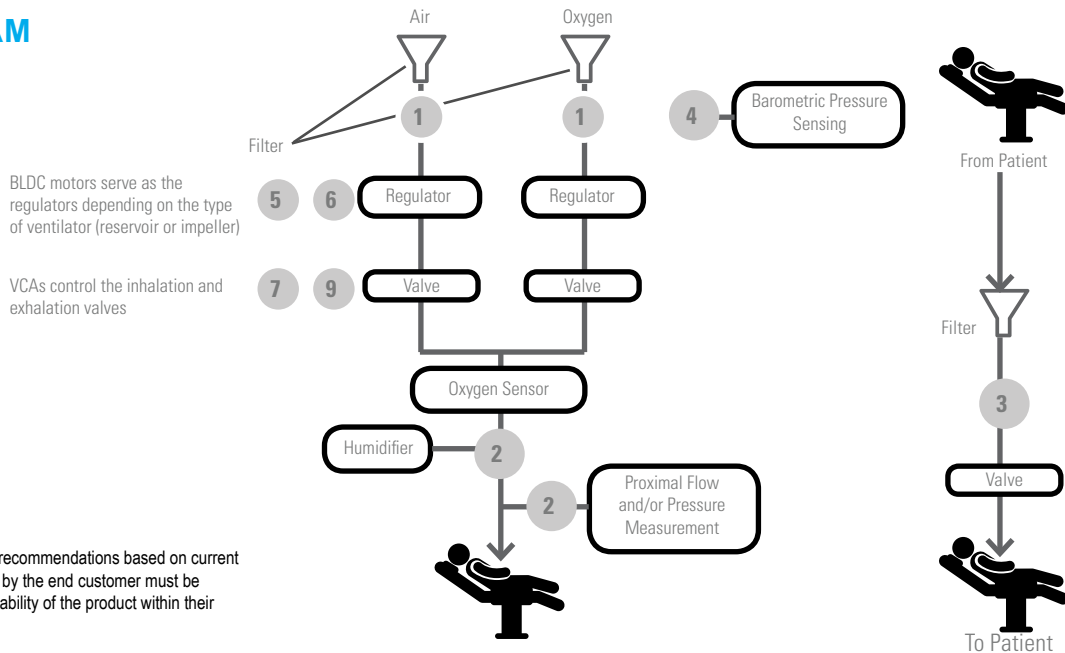 AM
Air
Oxygen
1
1
4
Barometric Pressure
Sensing
From Patient
Filter
BLDC motors serve as the
regulators depending on the type
of ventilator (reservoir or impeller)
5
6
Regulator
Regulator
VCAs control the inhalation and
exhalation valves
7
9
Valve
Valve
Filter
Oxygen Sensor
3
Humidifier
2
Valve
2
Proximal Flow
and/or Pressure
Measurement
recommendations based on current
by the end customer must be
ability of the product within their
To Patient